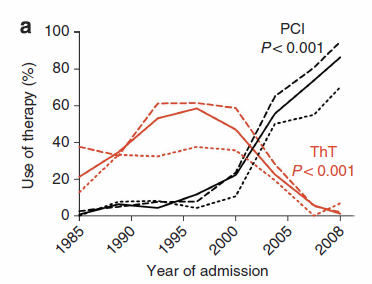 a
PCI
P< 0.001
ThT
P< 0.001
Use of therapy (%)
100
80
60
40
20
0
1985
1990
1995
2000
2005
2008
Year of admission